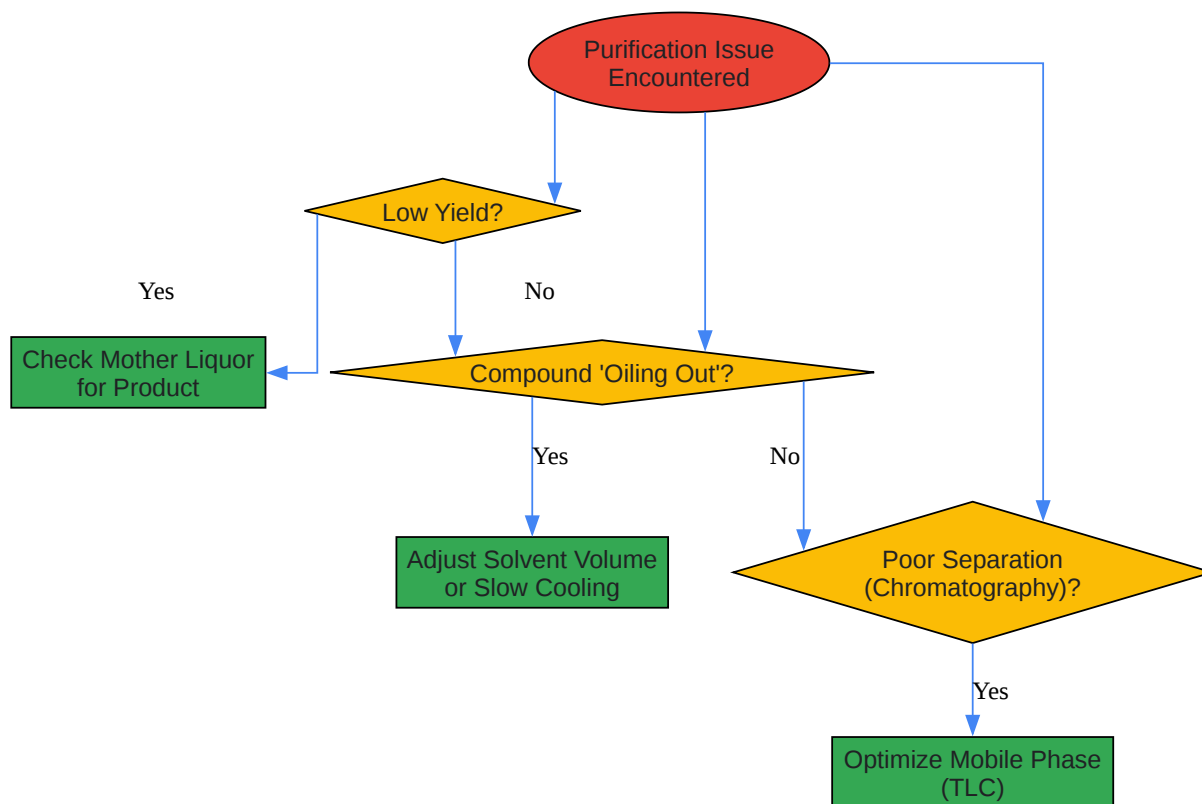 Purification Issue
Encountered
Low Yield?
Yes
No
Check Mother Liquor
for Product
Compound 'Oiling Out'?
Yes
No
Adjust Solvent Volume
or Slow Cooling
Poor Separation
(Chromatography)?
Yes
Optimize Mobile Phase
(TLC)